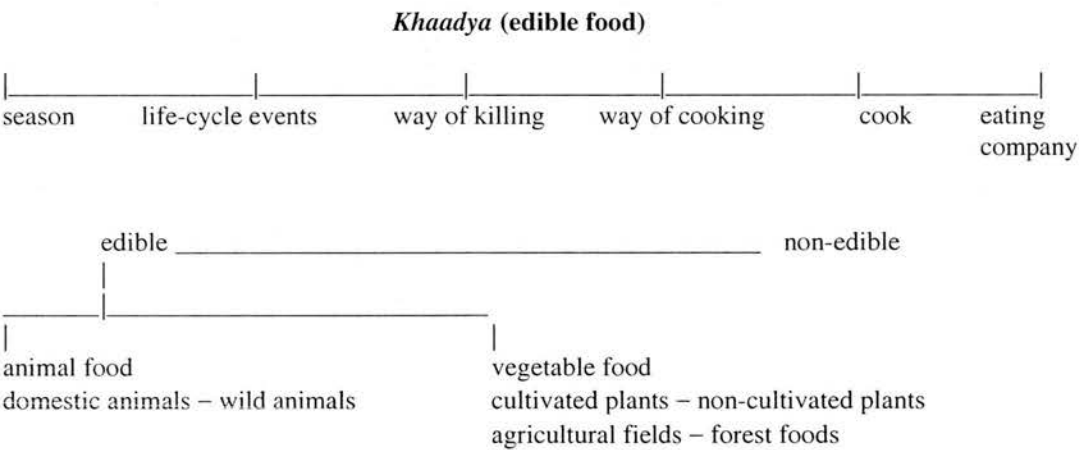 Khaadya (edible food)
season life-cycle events way of killing way of cooking cook eating
company
edible non-edible
animal food vegetable food
domestic animals – wild animals cultivated plants – non-cultivated plants
agricultural fields – forest foods